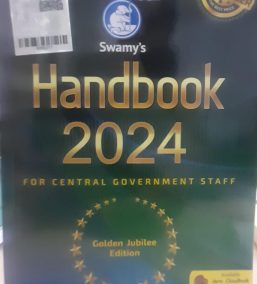 Swamy's
Handbook
2024
FOR CENTRAL GOVERNMENT STAFF
Golden Jubilee
Edition